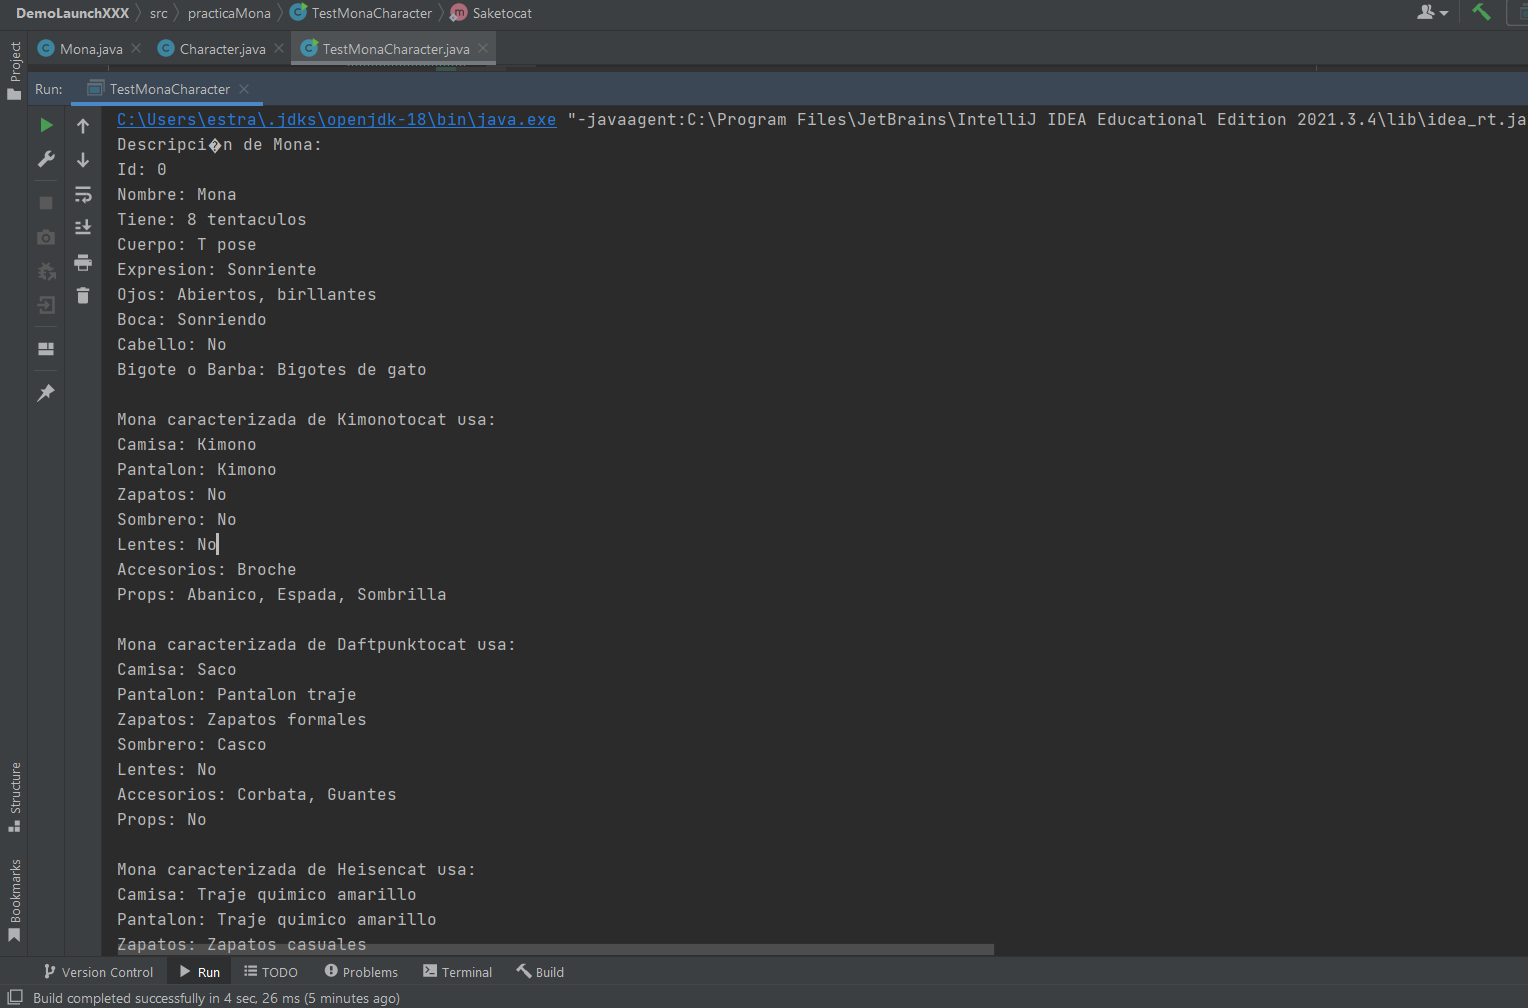 DemoLaunchXXX src practicaMona TestMonaCharacter Saketocat
Mona.java Character.java TestMonaCharacter.java
Project
Run: TestMonaCharacter
C:\Users\estra\.jdks\openjdk-18\bin\java.exe "-javaagent:C:\Program Files\JetBrains\IntelliJ IDEA Educational Edition 2021.3.4\lib\idea_rt.ja
Descripci�n de Mona:
Id: 0
Nombre: Mona
Tiene: 8 tentaculos
Cuerpo: T pose
Expresion: Sonriente
Ojos: Abiertos, birllantes
Boca: Sonriendo
Cabello: No
Bigote o Barba: Bigotes de gato
Mona caracterizada de Kimonotocat usa:
Camisa: Kimono
Pantalon: Kimono
Zapatos: No
Sombrero: No
Lentes: No
Accesorios: Broche
Props: Abanico, Espada, Sombrilla
Mona caracterizada de Daftpunktocat usa:
Camisa: Saco
Pantalon: Pantalon traje
Zapatos: Zapatos formales
Sombrero: Casco
Lentes: No
Accesorios: Corbata, Guantes
Props: No
Mona caracterizada de Heisencat usa:
Camisa: Traje quimico amarillo
Pantalon: Traje quimico amarillo
Zapatos: Zapatos casuales
Structure
Bookmarks
Version Control Run TODO Problems Terminal Build
Build completed successfully in 4 sec, 26 ms (5 minutes ago)